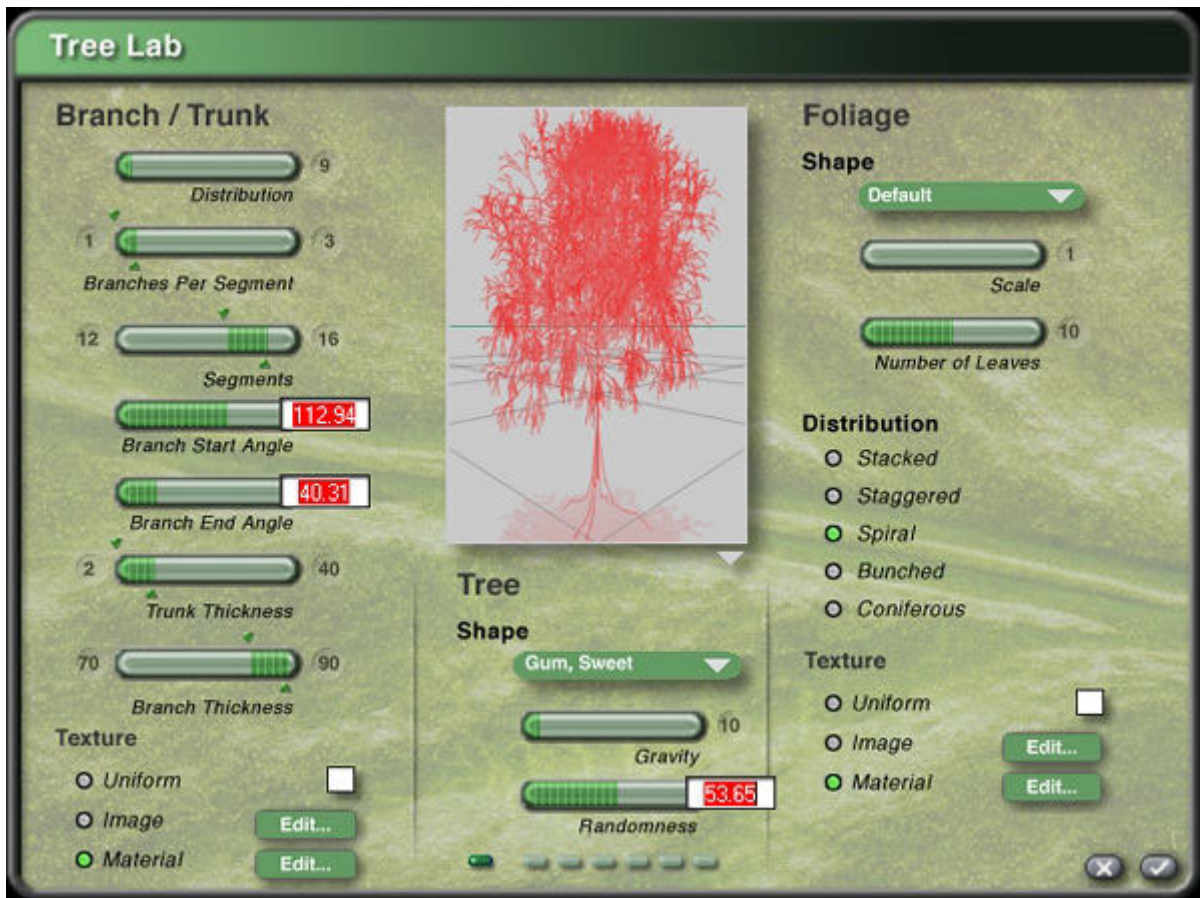 Tree Lab
Branch / Trunk
9
Distribution
1 3
Branches Per Segment
12 16
Segments
112.94
Branch Start Angle
40.31
Branch End Angle
2 40
Trunk Thickness
70 90
Branch Thickness
Texture
Uniform
Image Edit...
Material Edit...
Tree
Shape
Gum, Sweet
10
Gravity
53.65
Randomness
Foliage
Shape
Default
1
Scale
10
Number of Leaves
Distribution
Stacked
Staggered
Spiral
Bunched
Coniferous
Texture
Uniform
Image Edit...
Material Edit...